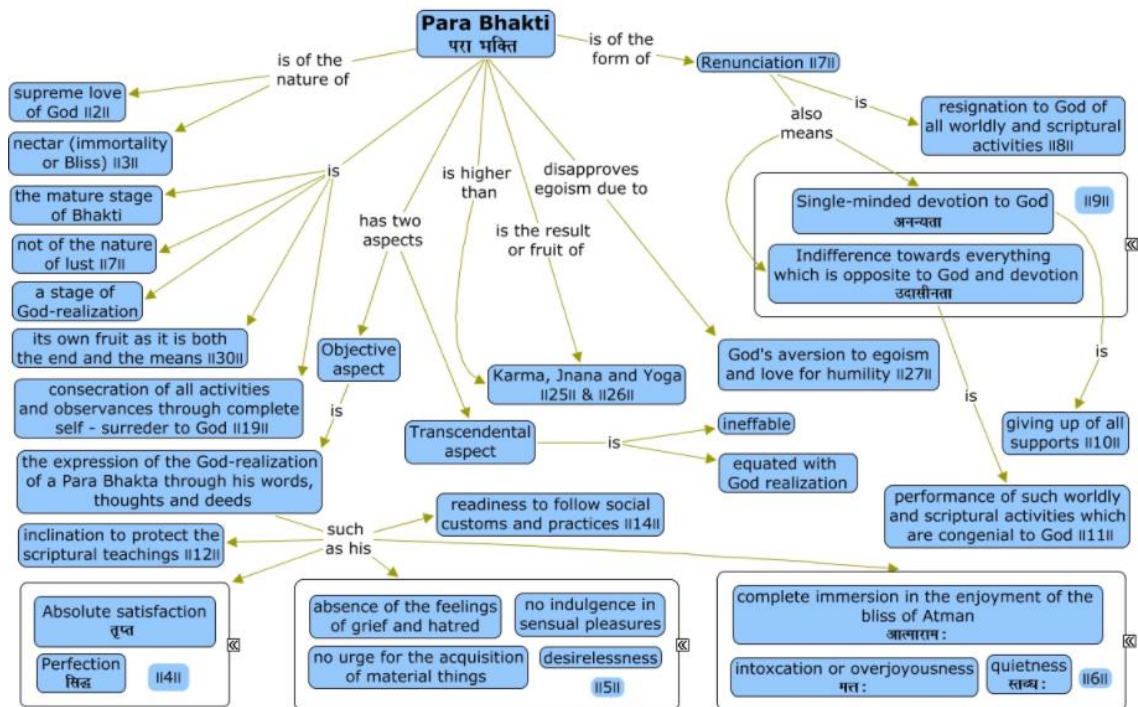 Para Bhakti
परा भक्ति
is of the
nature of
is of the
form of
Renunciation ॥7॥
supreme love
of God ॥2॥
is
resignation to God of
all worldly and scriptural
activities ॥8॥
also
means
nectar (immortality
or Bliss) ॥3॥
is
the mature stage
of Bhakti
not of the nature
of lust ॥7॥
a stage of
God-realization
its own fruit as it is both
the end and the means ॥30॥
consecration of all activities
and observances through complete
self - surreder to God ॥19॥
has two
aspects
is higher
than
is the result
or fruit of
disapproves
egoism due to
Single-minded devotion to God
अनन्यता
॥9॥
Indifference towards everything
which is opposite to God and devotion
उदासीनता
Objective
aspect
is
Karma, Jnana and Yoga
॥25॥ & ॥26॥
God's aversion to egoism
and love for humility ॥27॥
is
is
giving up of all
supports ॥10॥
Transcendental
aspect
is
ineffable
equated with
God realization
the expression of the God-realization
of a Para Bhakta through his words,
thoughts and deeds
performance of such worldly
and scriptural activities which
are congenial to God ॥11॥
such
as his
readiness to follow social
customs and practices ॥14॥
inclination to protect the
scriptural teachings ॥12॥
Absolute satisfaction
तृप्त
Perfection
सिद्ध
॥4॥
absence of the feelings
of grief and hatred
no indulgence in
sensual pleasures
no urge for the acquisition
of material things
desirelessness
॥5॥
complete immersion in the enjoyment of the
bliss of Atman
आत्माराम :
intoxcation or overjoyousness
मत्त :
quietness
स्तब्ध :
॥6॥